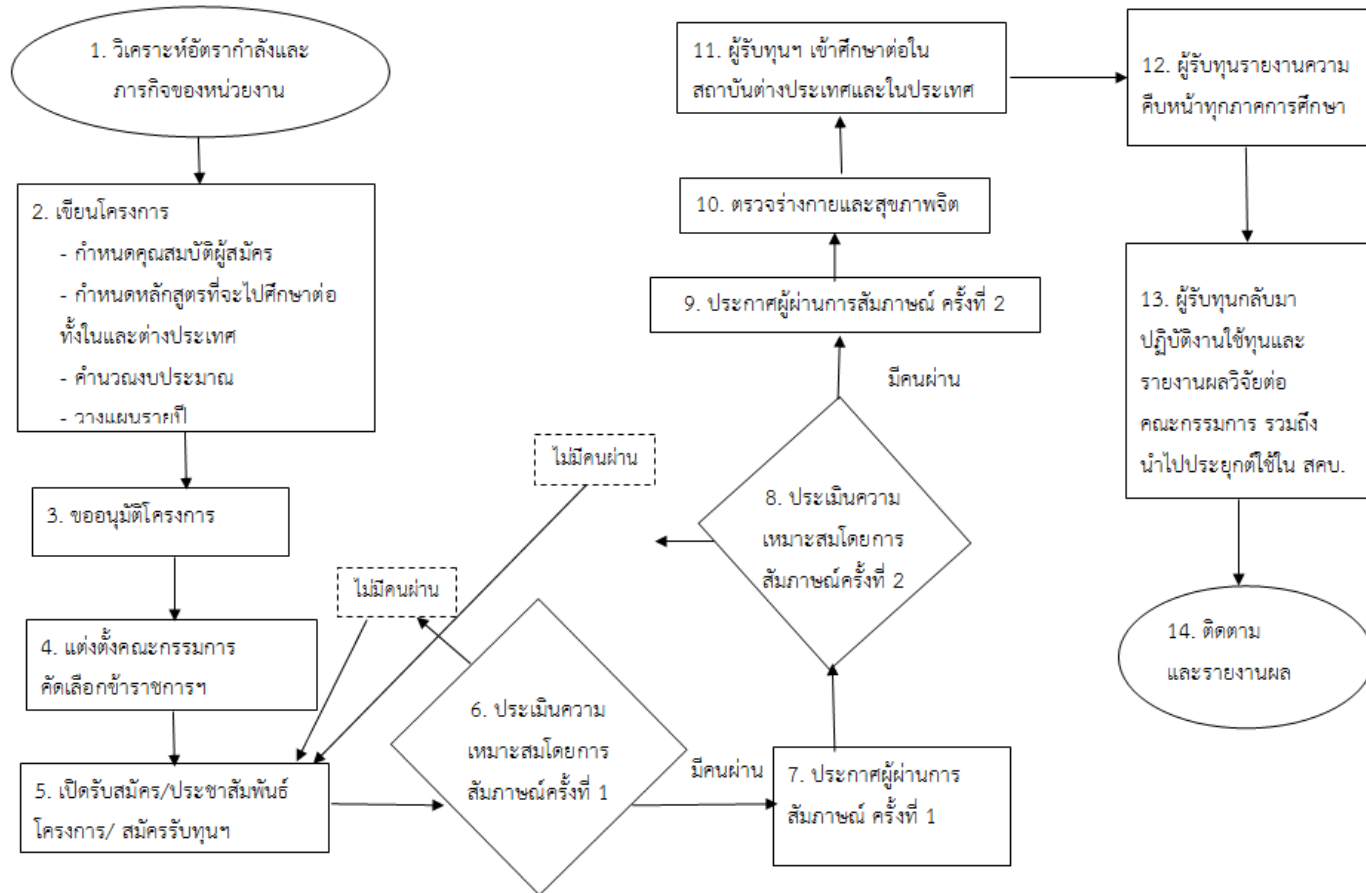 1. วิเคราะห์อัตรากำลังและ
ภารกิจของหน่วยงาน
2. เขียนโครงการ
- กำหนดคุณสมบัติผู้สมัคร
- กำหนดหลักสูตรที่จะไปศึกษาต่อ
ทั้งในและต่างประเทศ
- คำนวณงบประมาณ
- วางแผนรายปี
3. ขออนุมัติโครงการ
4. แต่งตั้งคณะกรรมการ
คัดเลือกข้าราชการฯ
5. เปิดรับสมัคร/ประชาสัมพันธ์
โครงการ/ สมัครรับทุนฯ
ไม่มีคนผ่าน
6. ประเมินความ
เหมาะสมโดยการ
สัมภาษณ์ครั้งที่ 1
มีคนผ่าน
7. ประกาศผู้ผ่านการ
สัมภาษณ์ ครั้งที่ 1
ไม่มีคนผ่าน
8. ประเมินความ
เหมาะสมโดยการ
สัมภาษณ์ครั้งที่ 2
มีคนผ่าน
9. ประกาศผู้ผ่านการสัมภาษณ์ ครั้งที่ 2
10. ตรวจร่างกายและสุขภาพจิต
11. ผู้รับทุนฯ เข้าศึกษาต่อใน
สถาบันต่างประเทศและในประเทศ
12. ผู้รับทุนรายงานความ
คืบหน้าทุกภาคการศึกษา
13. ผู้รับทุนกลับมา
ปฏิบัติงานใช้ทุนและ
รายงานผลวิจัยต่อ
คณะกรรมการ รวมถึง
นำไปประยุกต์ใช้ใน สคบ.
14. ติดตาม
และรายงานผล